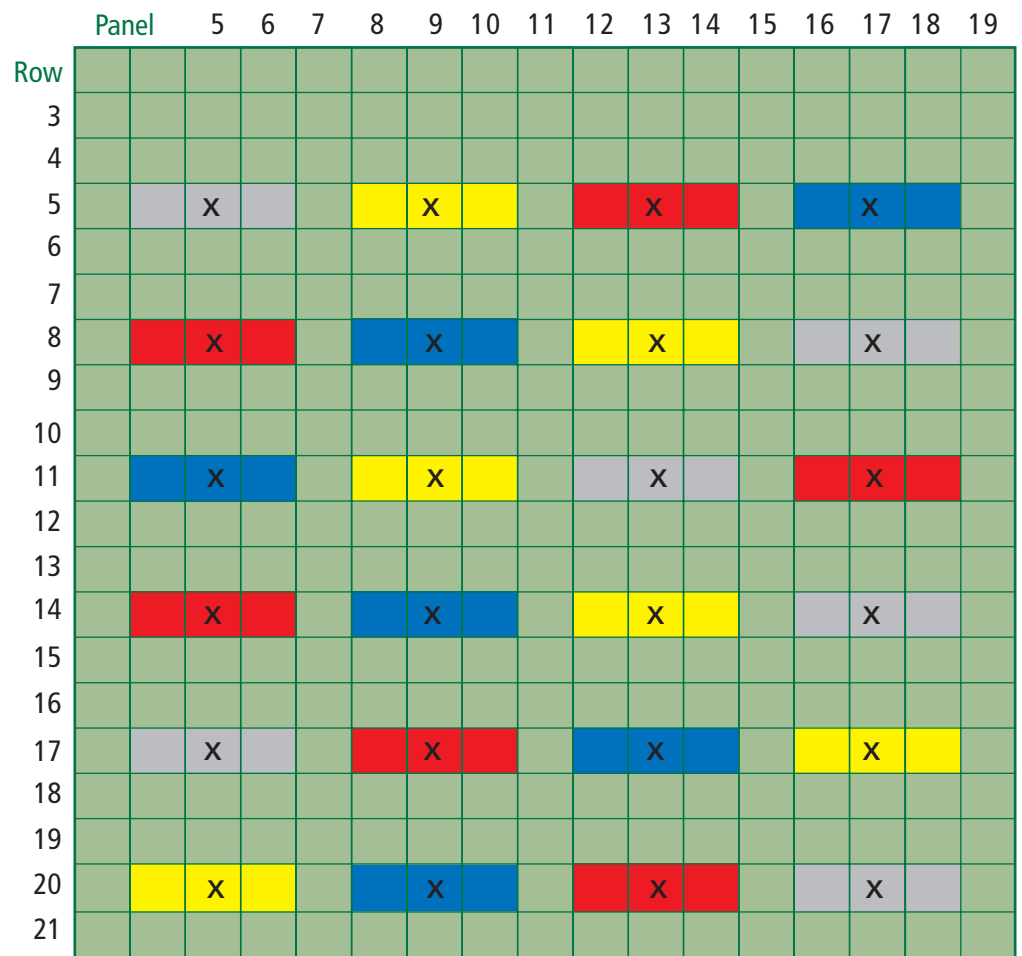 Panel 5 6 7 8 9 10 11 12 13 14 15 16 17 18 19
Row
3
4
5 X X X X
6
7
8 X X X X
9
10
11 X X X X
12
13
14 X X X X
15
16
17 X X X X
18
19
20 X X X X
21